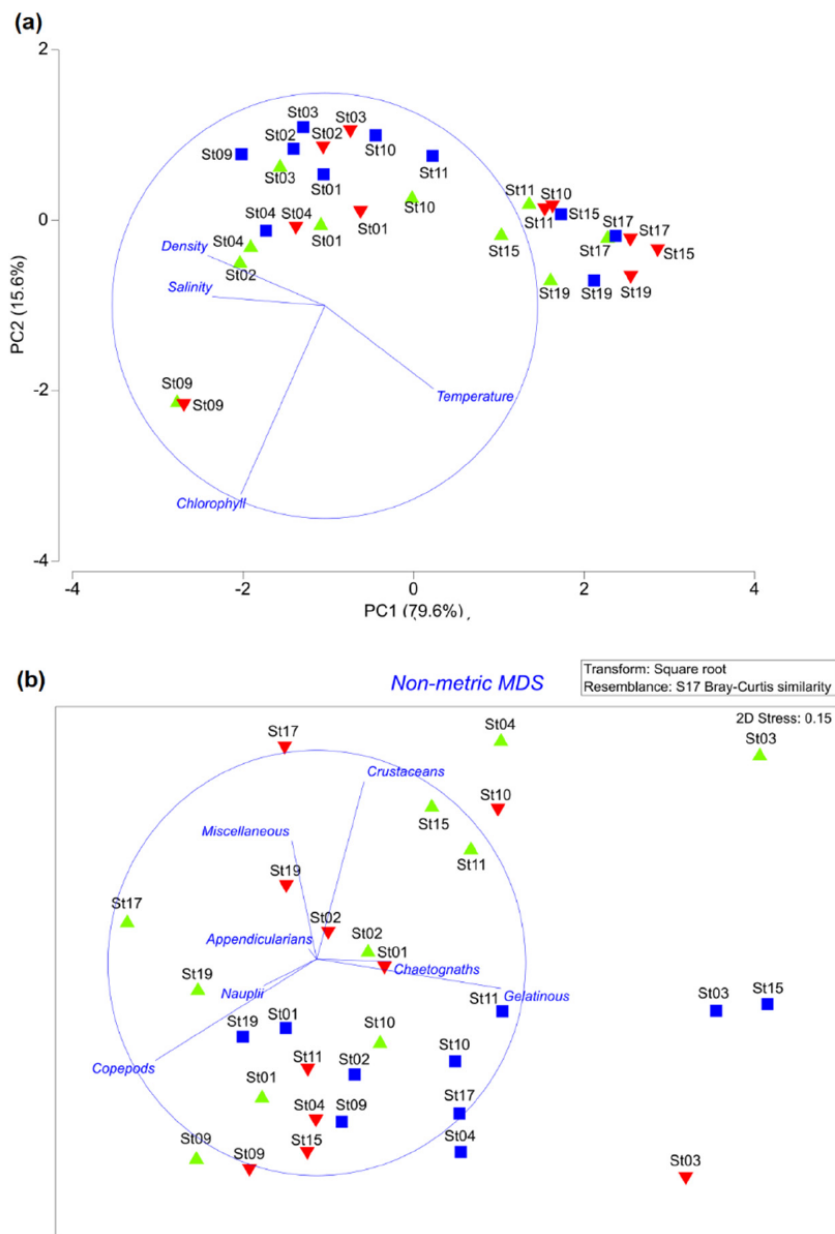 (a)
2
St03
St03
St02
St02
St10
St09
St03
St11
St01
0
St04
St04
St10
St01
St01
St11
St10
St11
St15
St17
St17
St15
St15
St04
Density
St02
St19
St19
St19
Salinity
PC2 (15.6%)
-2
Temperature
St09
St09
Chlorophyll
-4
-4
-2
0
2
4
PC1 (79.6%)
(b)
Non-metric MDS
Transform: Square root
Resemblance: S17 Bray-Curtis similarity
2D Stress: 0.15
St17
St04
St03
Crustaceans
St10
St15
Miscellaneous
St11
St19
St17
St02
St02
Appendicularians
St01
Chaetognaths
St19
Nauplii
Gelatinous
St11
St03
St15
St19
St01
St10
Copepods
St11
St02
St10
St01
St04
St09
St17
St09
St09
St15
St04
St03